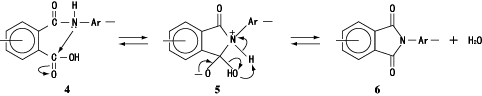 O H
C N Ar
C OH
O
4
O
C
N + Ar
C H
−O HO
5
O
C
N Ar + H₂O
C
O
6